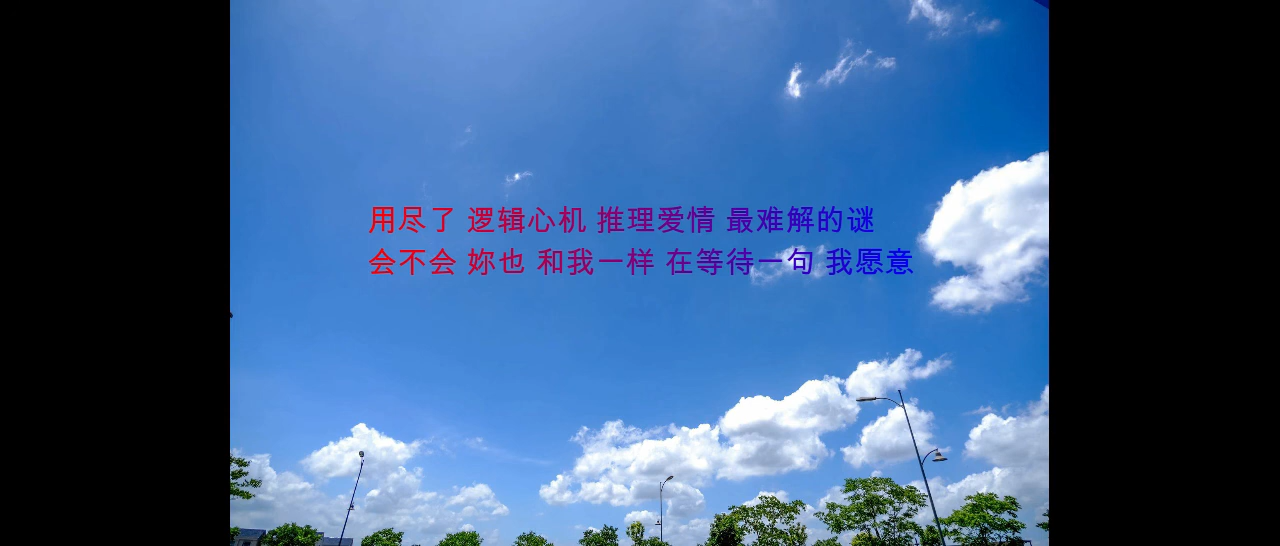 用尽了 逻辑心机 推理爱情 最难解的谜
会不会 妳也 和我一样 在等待一句 我愿意